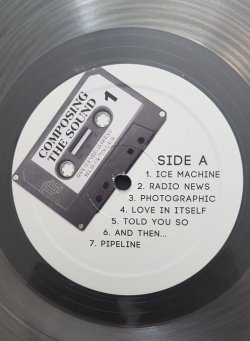 COMPOSING
THE SOUND
1
SIDE A
1. ICE MACHINE
2. RADIO NEWS
3. PHOTOGRAPHIC
4. LOVE IN ITSELF
5. TOLD YOU SO
6. AND THEN...
7. PIPELINE